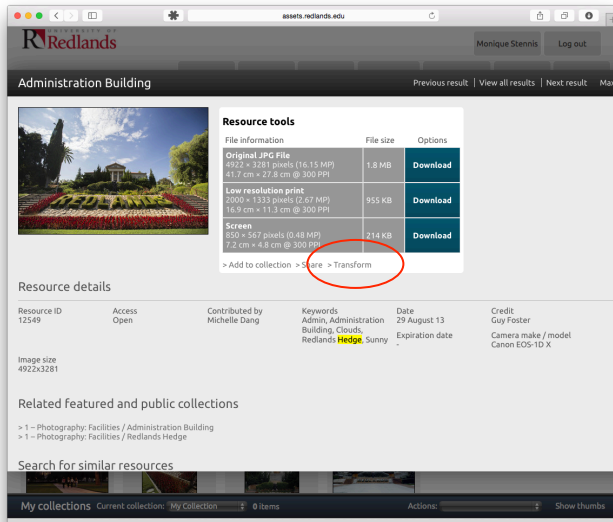 assets.redlands.edu
UNIVERSITY OF
Redlands
Monique Stennis Log out
Administration Building
Previous result | View all results | Next result Max
REDLANDS
Resource tools
File information File size Options
Original JPG File
4922 × 3281 pixels (16.15 MP)
41.7 cm × 27.8 cm @ 300 PPI
1.8 MB Download
Low resolution print
2000 × 1333 pixels (2.67 MP)
16.9 cm × 11.3 cm @ 300 PPI
955 KB Download
Screen
850 × 567 pixels (0.48 MP)
7.2 cm × 4.8 cm @ 300 PPI
214 KB Download
> Add to collection > Share > Transform
Resource details
Resource ID Access Contributed by Keywords Date Credit
12549 Open Michelle Dang Admin, Administration 29 August 13 Guy Foster
Building, Clouds, Expiration date Camera make / model
Redlands Hedge, Sunny - Canon EOS-1D X
Image size
4922x3281
Related featured and public collections
> 1 – Photography: Facilities / Administration Building
> 1 – Photography: Facilities / Redlands Hedge
Search for similar resources
My collections Current collection: My Collection 0 items Actions: Show thumbs